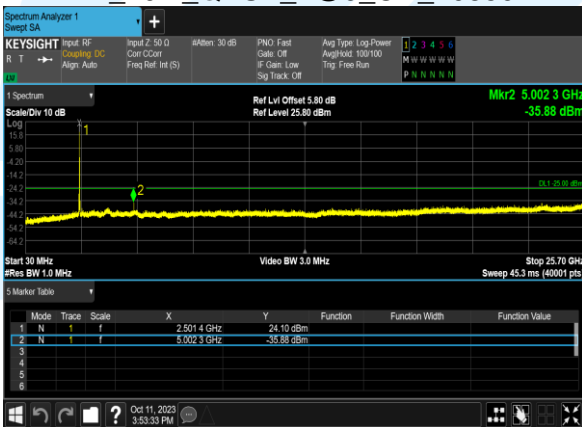 Spectrum Analyzer 1
Swept SA
+
KEYSIGHT
R T
LW
Input: RF
Coupling: DC
Align: Auto
Input Z: 50 Ω
Corr CCorr
Freq Ref: Int (S)
#Atten: 30 dB
PNO: Fast
Gate: Off
IF Gain: Low
Sig Track: Off
Avg Type: Log-Power
Avg|Hold: 100/100
Trig: Free Run
1 2 3 4 5 6
M W W W W W
P N N N N N
1 Spectrum
Scale/Div 10 dB
Ref Lvl Offset 5.80 dB
Ref Level 25.80 dBm
Mkr2 5.002 3 GHz
-35.88 dBm
Log
15.8
5.80
-4.20
-14.2
-24.2
-34.2
-44.2
-54.2
-64.2
1
2
DL1 -25.00 dBm
Start 30 MHz
#Res BW 1.0 MHz
Video BW 3.0 MHz
Stop 25.70 GHz
Sweep 45.3 ms (40001 pts)
5 Marker Table
Mode Trace Scale X Y Function Function Width Function Value
1 N 1 f 2.501 4 GHz 24.10 dBm
2 N 1 f 5.002 3 GHz -35.88 dBm
3
4
5
6
?
Oct 11, 2023
3:53:33 PM